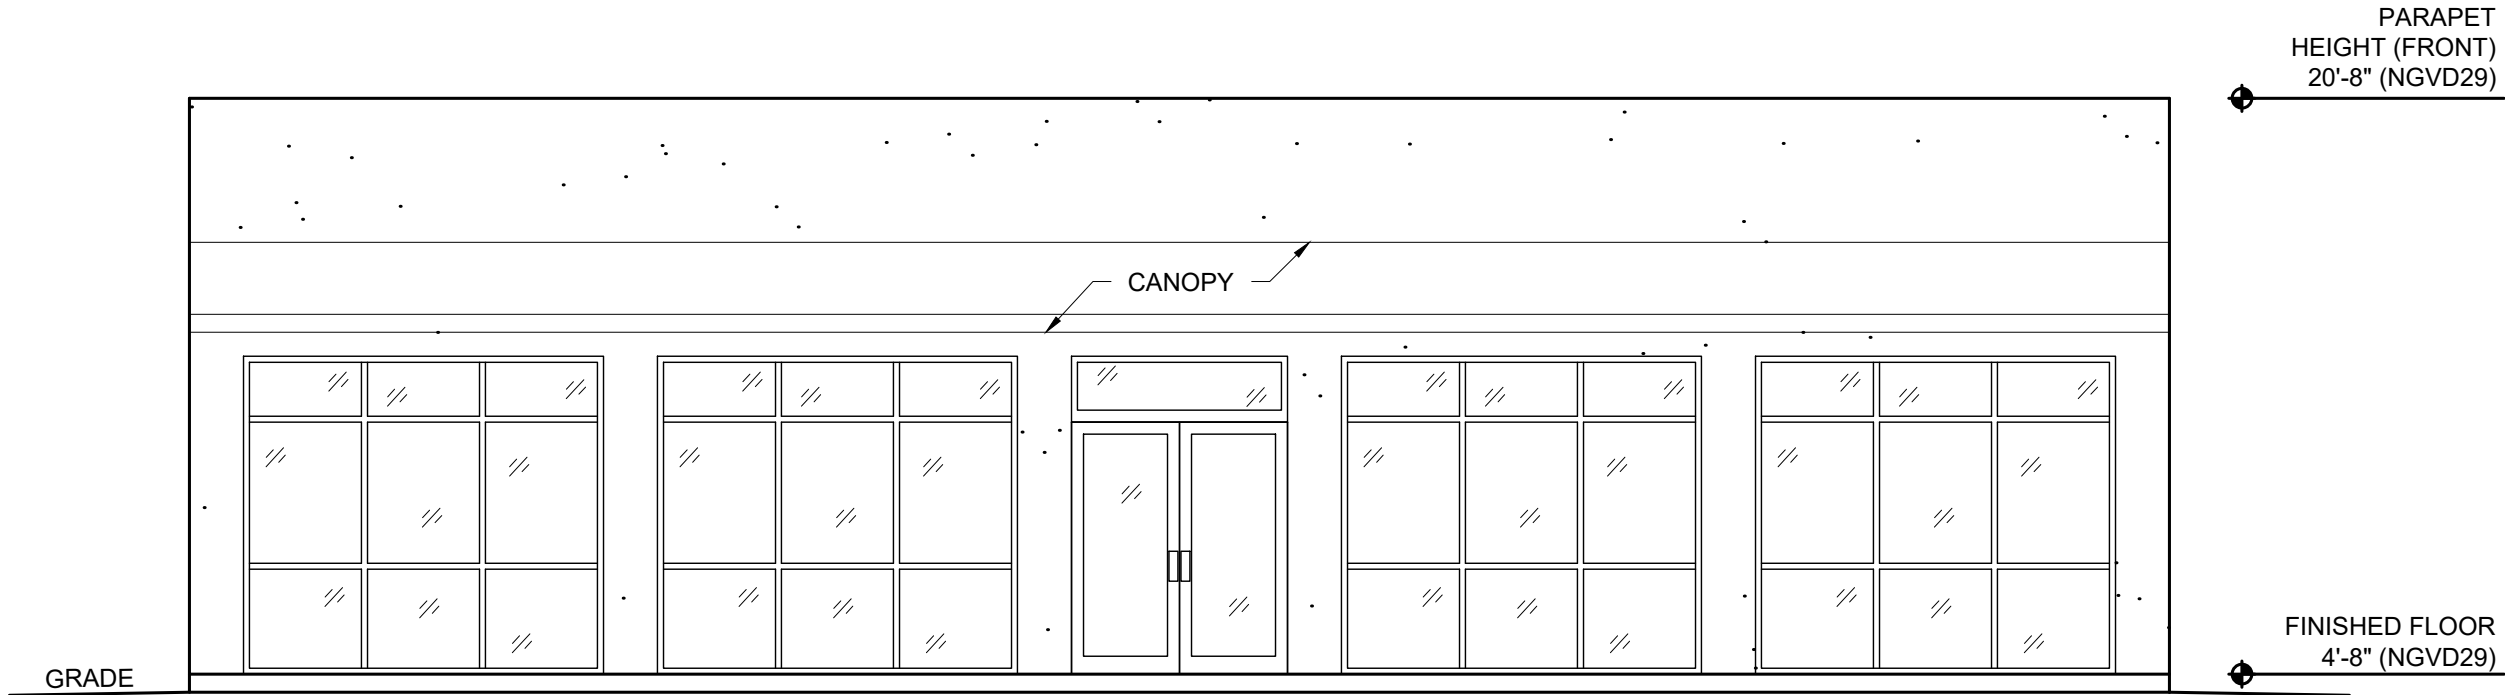 PARAPET
HEIGHT (FRONT)
20'-8" (NGVD29)
CANOPY
FINISHED FLOOR
4'-8" (NGVD29)
GRADE